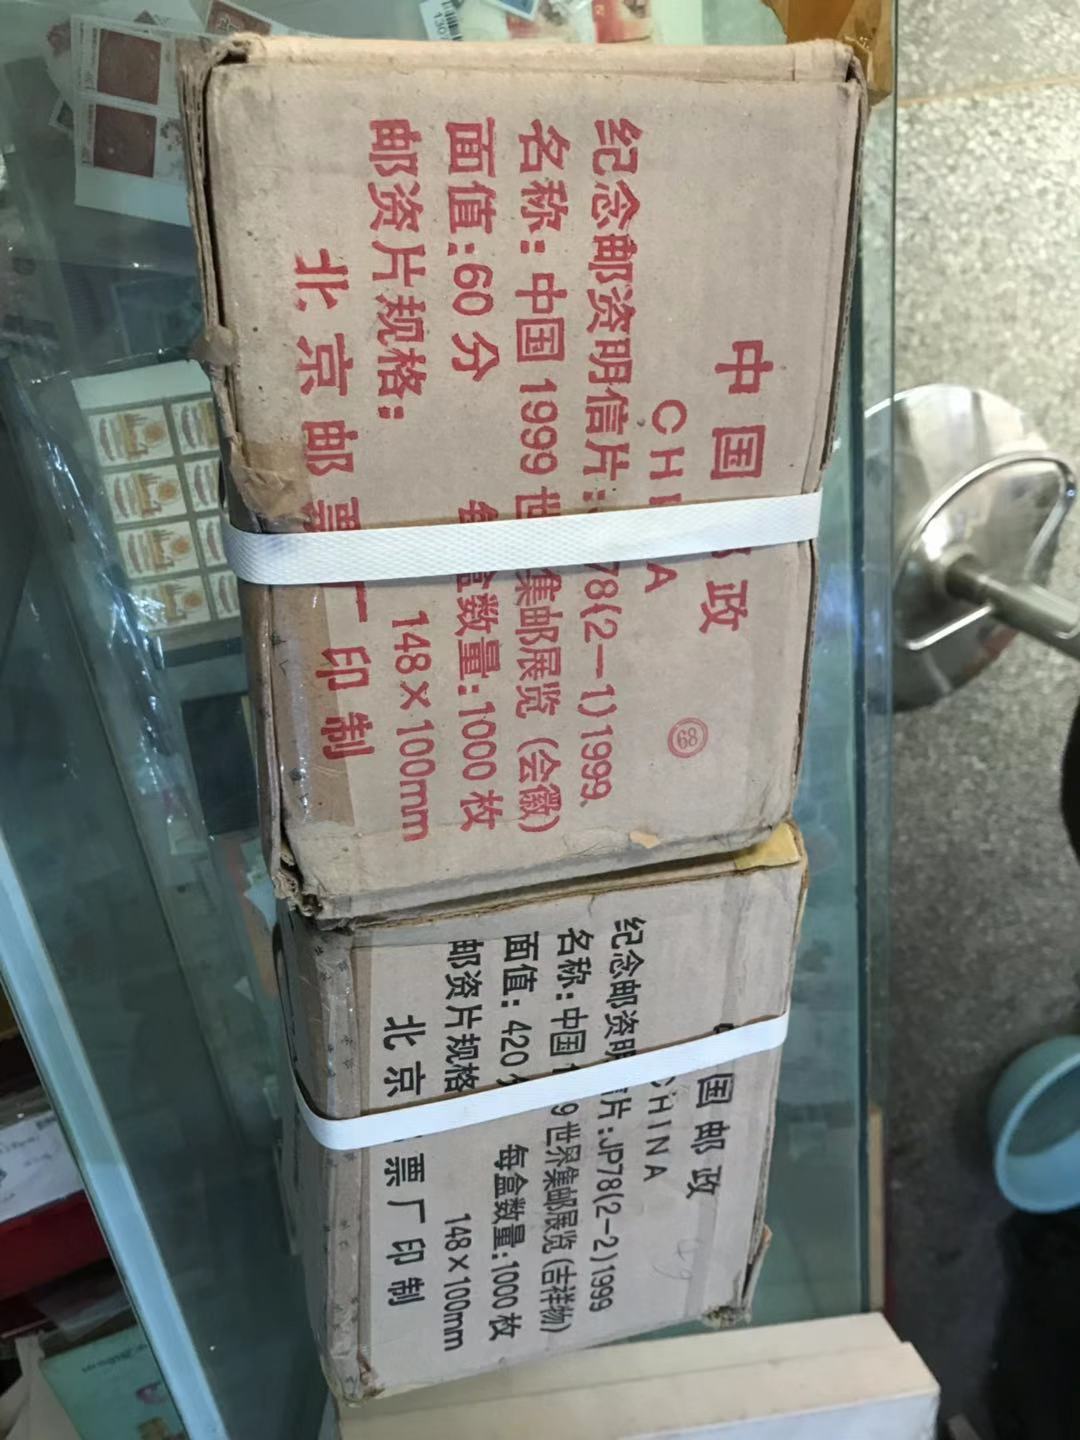 中国邮政
CHINA
纪念邮资明信片:JP78(2—1)1999.
名称:中国1999世界集邮展览(会徽)
面值:60分 每盒数量:1000枚
邮资片规格: 148×100mm
北京邮票厂印制
68
中国邮政
CHINA
纪念邮资明信片:JP78(2-2)1999
名称:中国1999世界集邮展览(吉祥物)
面值:420分 每盒数量:1000枚
邮资片规格 148×100mm
北京邮票厂印制